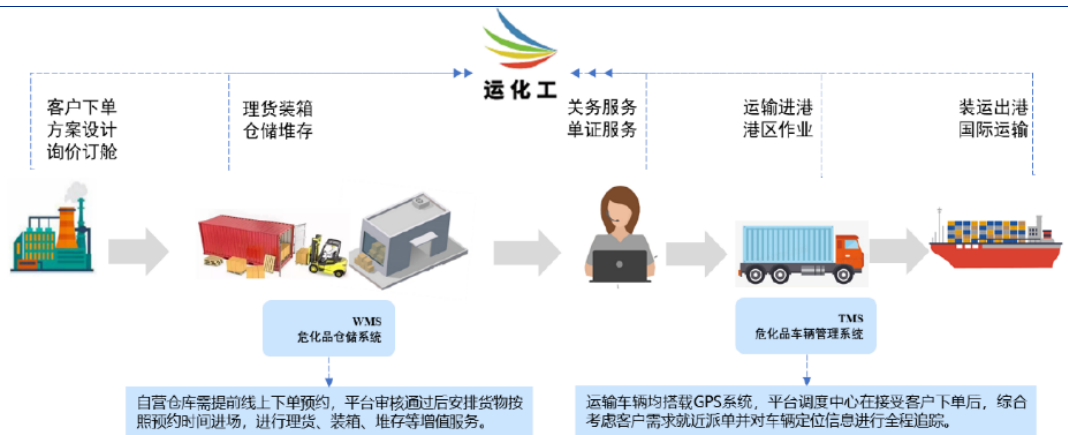 运化工
客户下单
方案设计
询价订舱
理货装箱
仓储堆存
关务服务
单证服务
运输进港
港区作业
装运出港
国际运输
WMS
危化品仓储系统
TMS
危化品车辆管理系统
自营仓库需提前线上下单预约，平台审核通过后安排货物按
照预约时间进场，进行理货、装箱、堆存等增值服务。
运输车辆均搭载GPS系统，平台调度中心在接受客户下单后，综合
考虑客户需求就近派单并对车辆定位信息进行全程追踪。